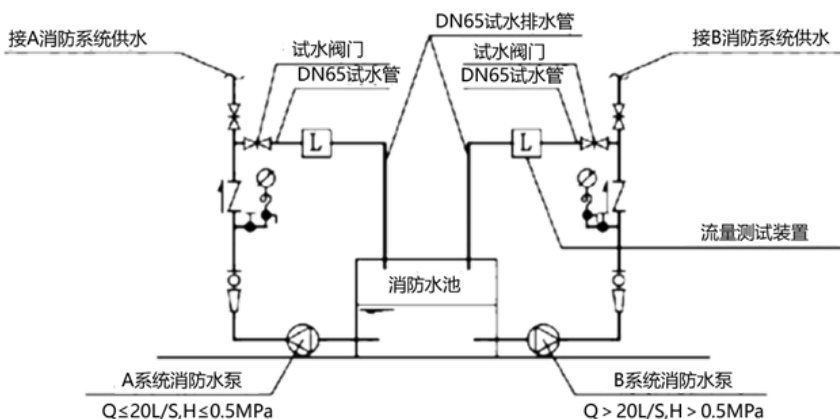 DN65试水排水管
接A消防系统供水
试水阀门
DN65试水管
试水阀门
DN65试水管
接B消防系统供水
L
L
流量测试装置
消防水池
A系统消防水泵
Q≤20L/S,H≤0.5MPa
B系统消防水泵
Q＞20L/S,H＞0.5MPa